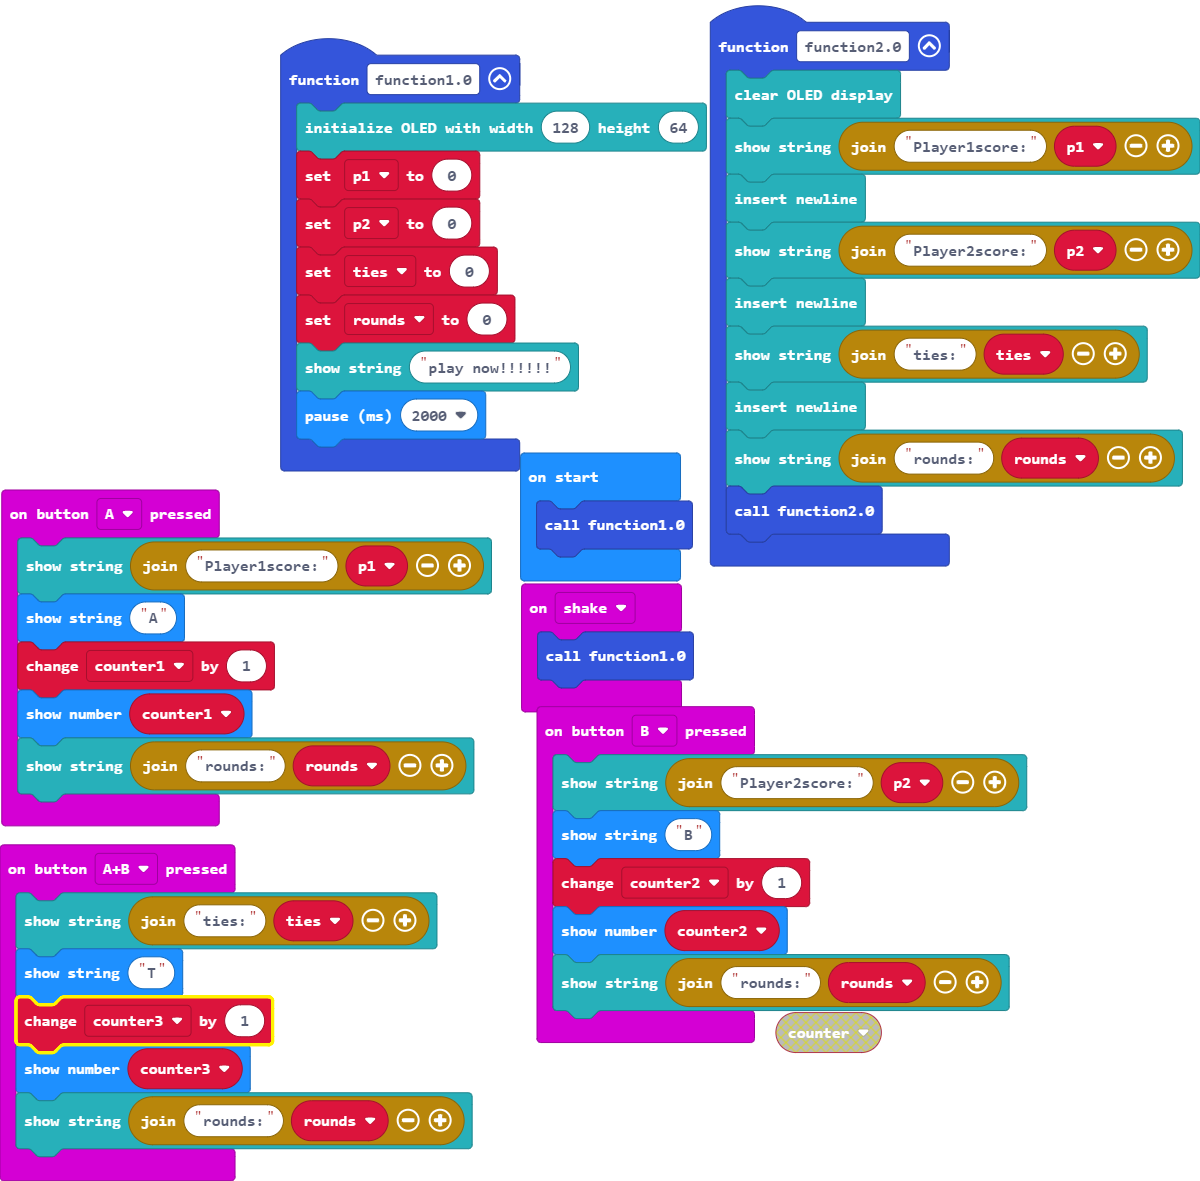 function function1.0
initialize OLED with width 128 height 64
set p1 to 0
set p2 to 0
set ties to 0
set rounds to 0
show string "play now!!!!!!"
pause (ms) 2000
function function2.0
clear OLED display
show string join "Player1score:" p1
insert newline
show string join "Player2score:" p2
insert newline
show string join "ties:" ties
insert newline
show string join "rounds:" rounds
call function2.0
on start
call function1.0
on shake
call function1.0
on button A pressed
show string join "Player1score:" p1
show string "A"
change counter1 by 1
show number counter1
show string join "rounds:" rounds
on button B pressed
show string join "Player2score:" p2
show string "B"
change counter2 by 1
show number counter2
show string join "rounds:" rounds
counter
on button A+B pressed
show string join "ties:" ties
show string "T"
change counter3 by 1
show number counter3
show string join "rounds:" rounds